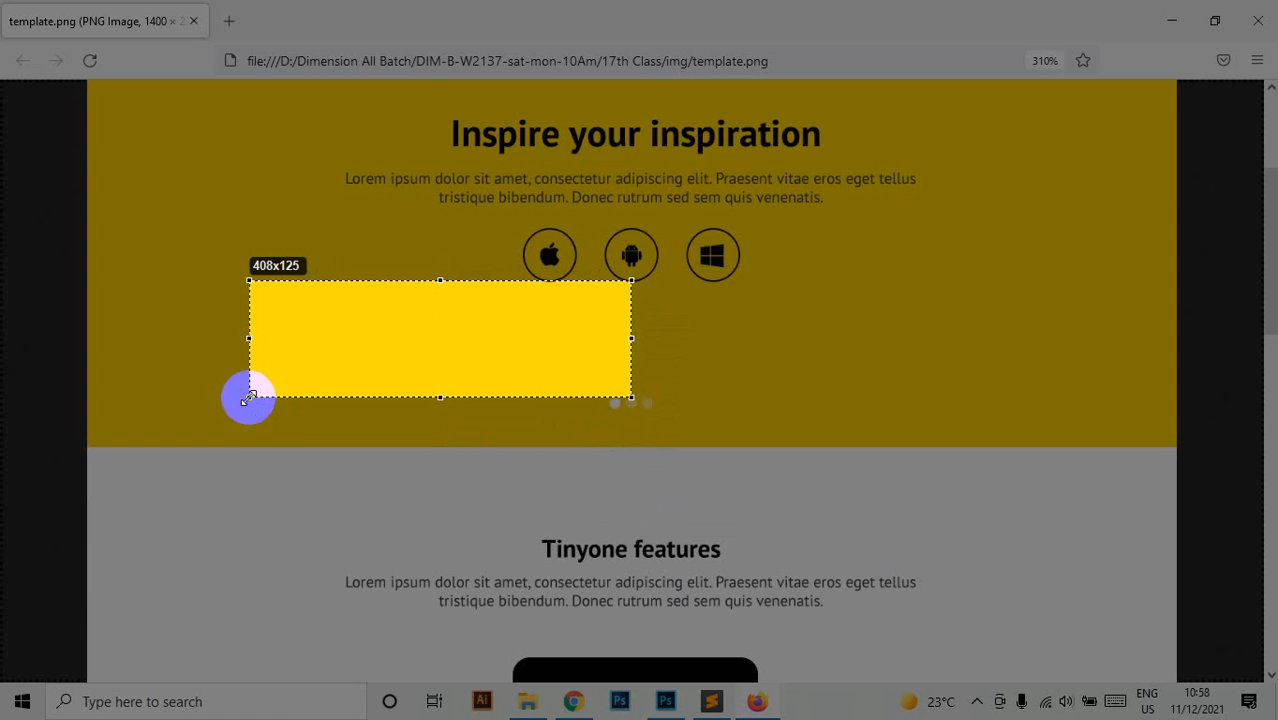 template.png (PNG Image, 1400 × 2
file:///D:/Dimension All Batch/DIM-B-W2137-sat-mon-10Am/17th Class/img/template.png
310%
Inspire your inspiration
Lorem ipsum dolor sit amet, consectetur adipiscing elit. Praesent vitae eros eget tellus
tristique bibendum. Donec rutrum sed sem quis venenatis.
408x125
Tinyone features
Lorem ipsum dolor sit amet, consectetur adipiscing elit. Praesent vitae eros eget tellus
tristique bibendum. Donec rutrum sed sem quis venenatis.
Type here to search
Ai
Ps
Ps
23°C
ENG
US
10:58
11/12/2021